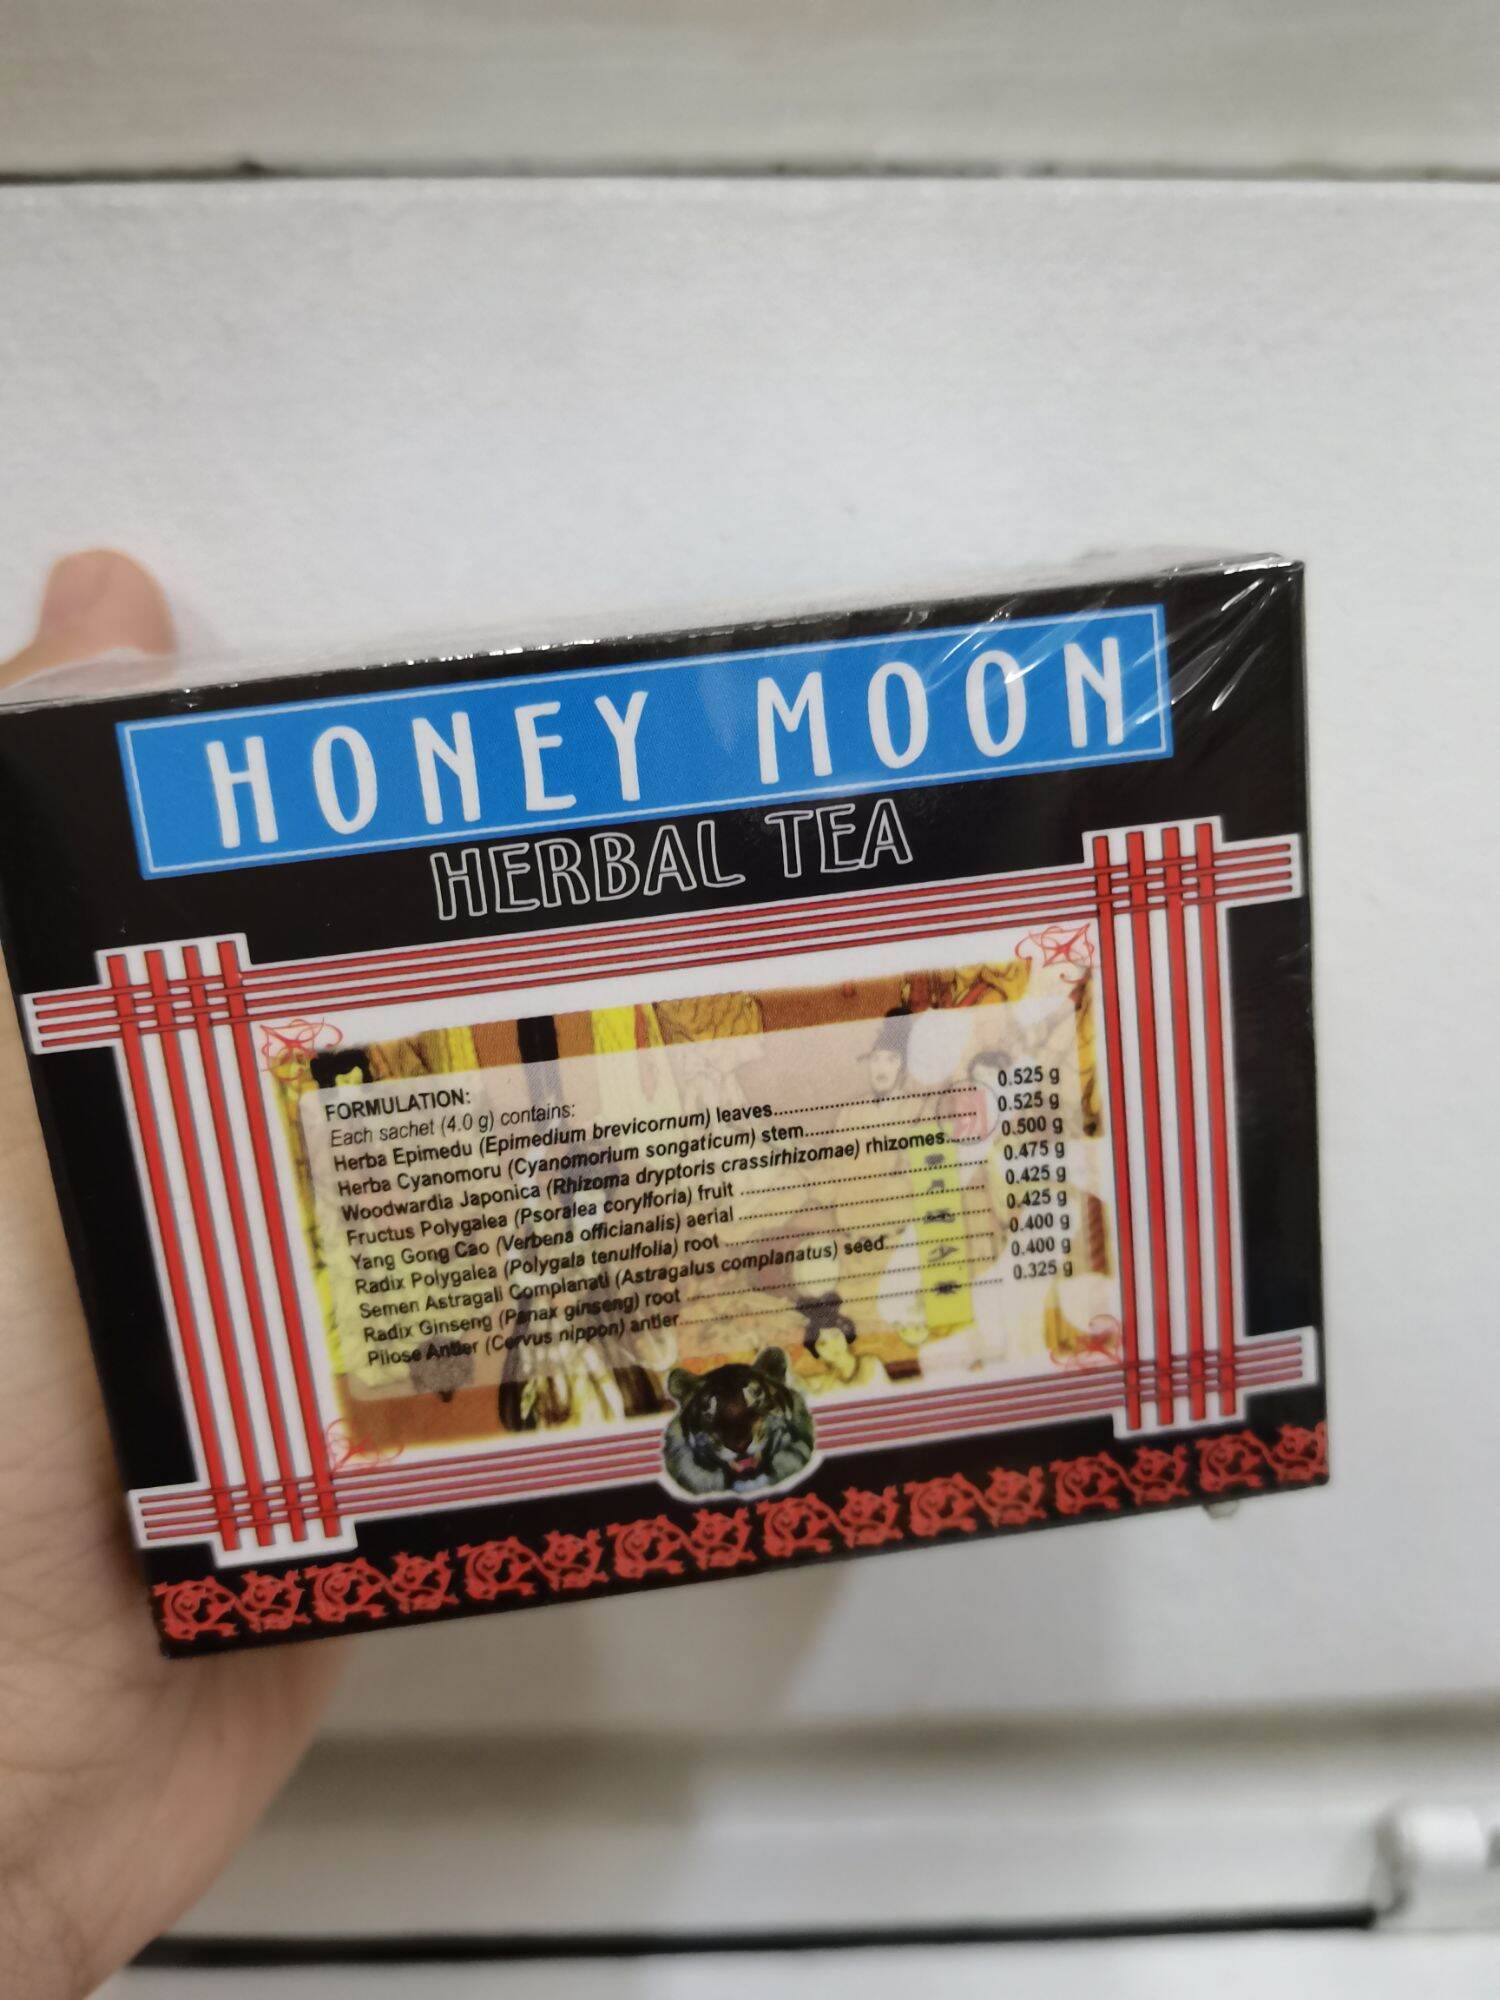 HONEY MOON
HERBAL TEA
FORMULATION:
Each sachet (4.0 g) contains:
Herba Epimedu (Epimedium brevicornum) leaves.......... 0.525 g
Herba Cyanomoru (Cyanomorium songaticum) stem.......... 0.525 g
Woodwardia Japonica (Rhizoma dryptoris crassirhizomae) rhizomes...... 0.500 g
Fructus Polygalea (Psoralea corylforia) fruit .......... 0.475 g
Yang Gong Cao (Verbena officianalis) aerial .......... 0.425 g
Radix Polygalea (Polygala tenulfolia) root .......... 0.425 g
Semen Astragali Complanati (Astragalus complanatus) seed.......... 0.400 g
Radix Ginseng (Panax ginseng) root .......... 0.400 g
Pilose Antler (Cervus nippon) antler.......... 0.325 g